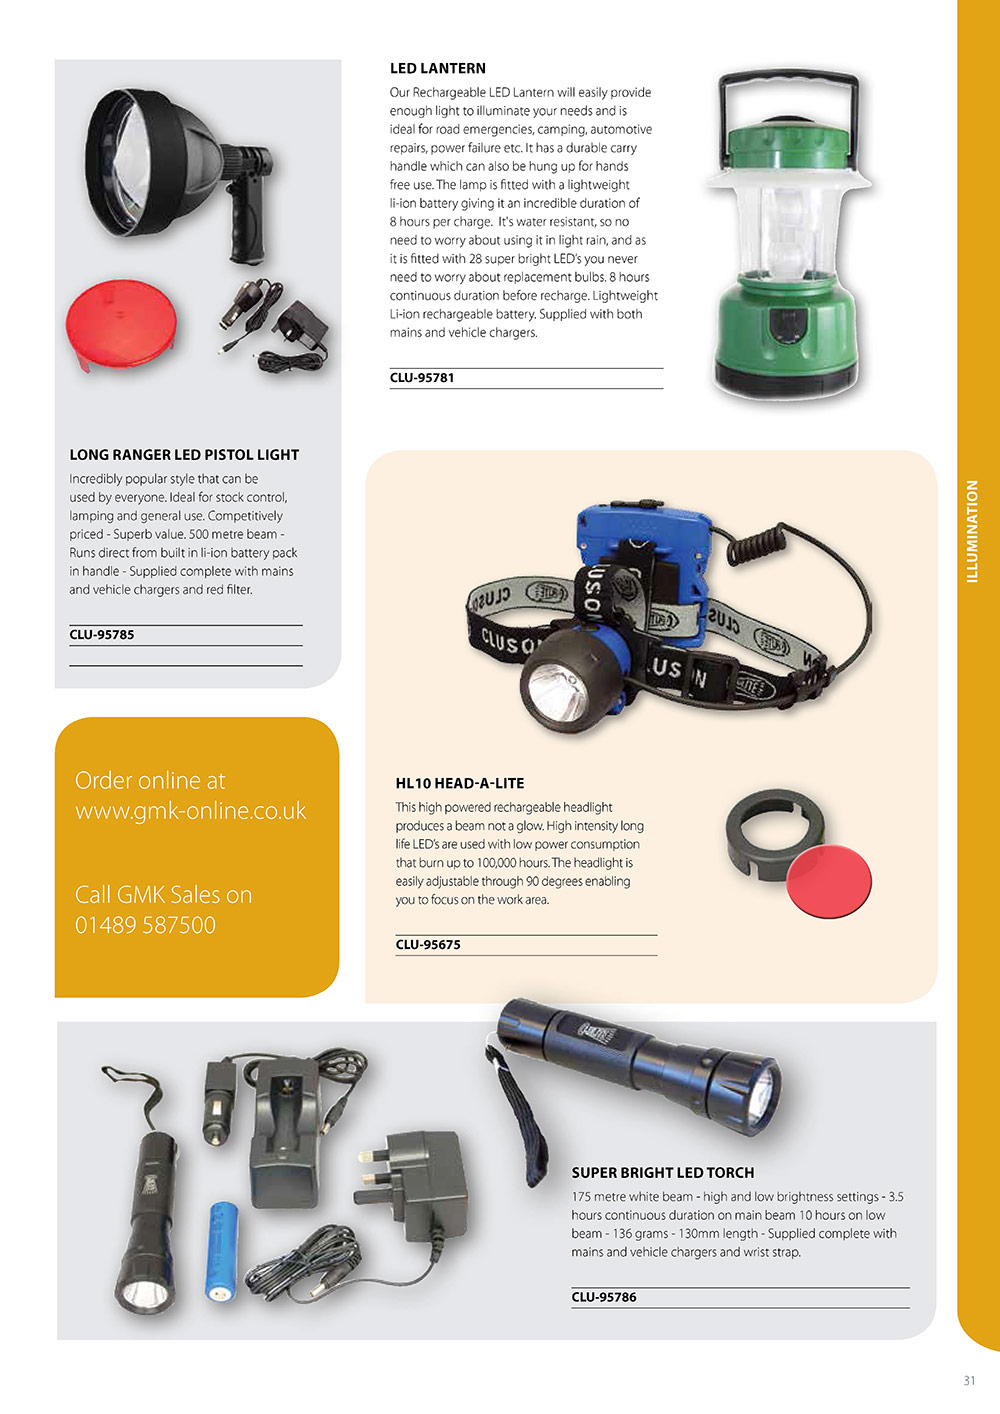 LED LANTERN
Our Rechargeable LED Lantern will easily provide
enough light to illuminate your needs and is
ideal for road emergencies, camping, automotive
repairs, power failure etc. It has a durable carry
handle which can also be hung up for hands
free use. The lamp is fitted with a lightweight
li-ion battery giving it an incredible duration of
8 hours per charge.  It's water resistant, so no
need to worry about using it in light rain, and as
it is fitted with 28 super bright LED's you never
need to worry about replacement bulbs. 8 hours
continuous duration before recharge. Lightweight
Li-ion rechargeable battery. Supplied with both
mains and vehicle chargers.
CLU-95781
LONG RANGER LED PISTOL LIGHT
Incredibly popular style that can be
used by everyone. Ideal for stock control,
lamping and general use. Competitively
priced - Superb value. 500 metre beam -
Runs direct from built in li-ion battery pack
in handle - Supplied complete with mains
and vehicle chargers and red filter.
CLU-95785
ILLUMINATION
CLUSON
CLUSON
CLUSON
CLUSON
Order online at
www.gmk-online.co.uk
Call GMK Sales on
01489 587500
HL10 HEAD-A-LITE
This high powered rechargeable headlight
produces a beam not a glow. High intensity long
life LED's are used with low power consumption
that burn up to 100,000 hours. The headlight is
easily adjustable through 90 degrees enabling
you to focus on the work area.
CLU-95675
SUPER BRIGHT LED TORCH
175 metre white beam - high and low brightness settings - 3.5
hours continuous duration on main beam 10 hours on low
beam - 136 grams - 130mm length - Supplied complete with
mains and vehicle chargers and wrist strap.
CLU-95786
31